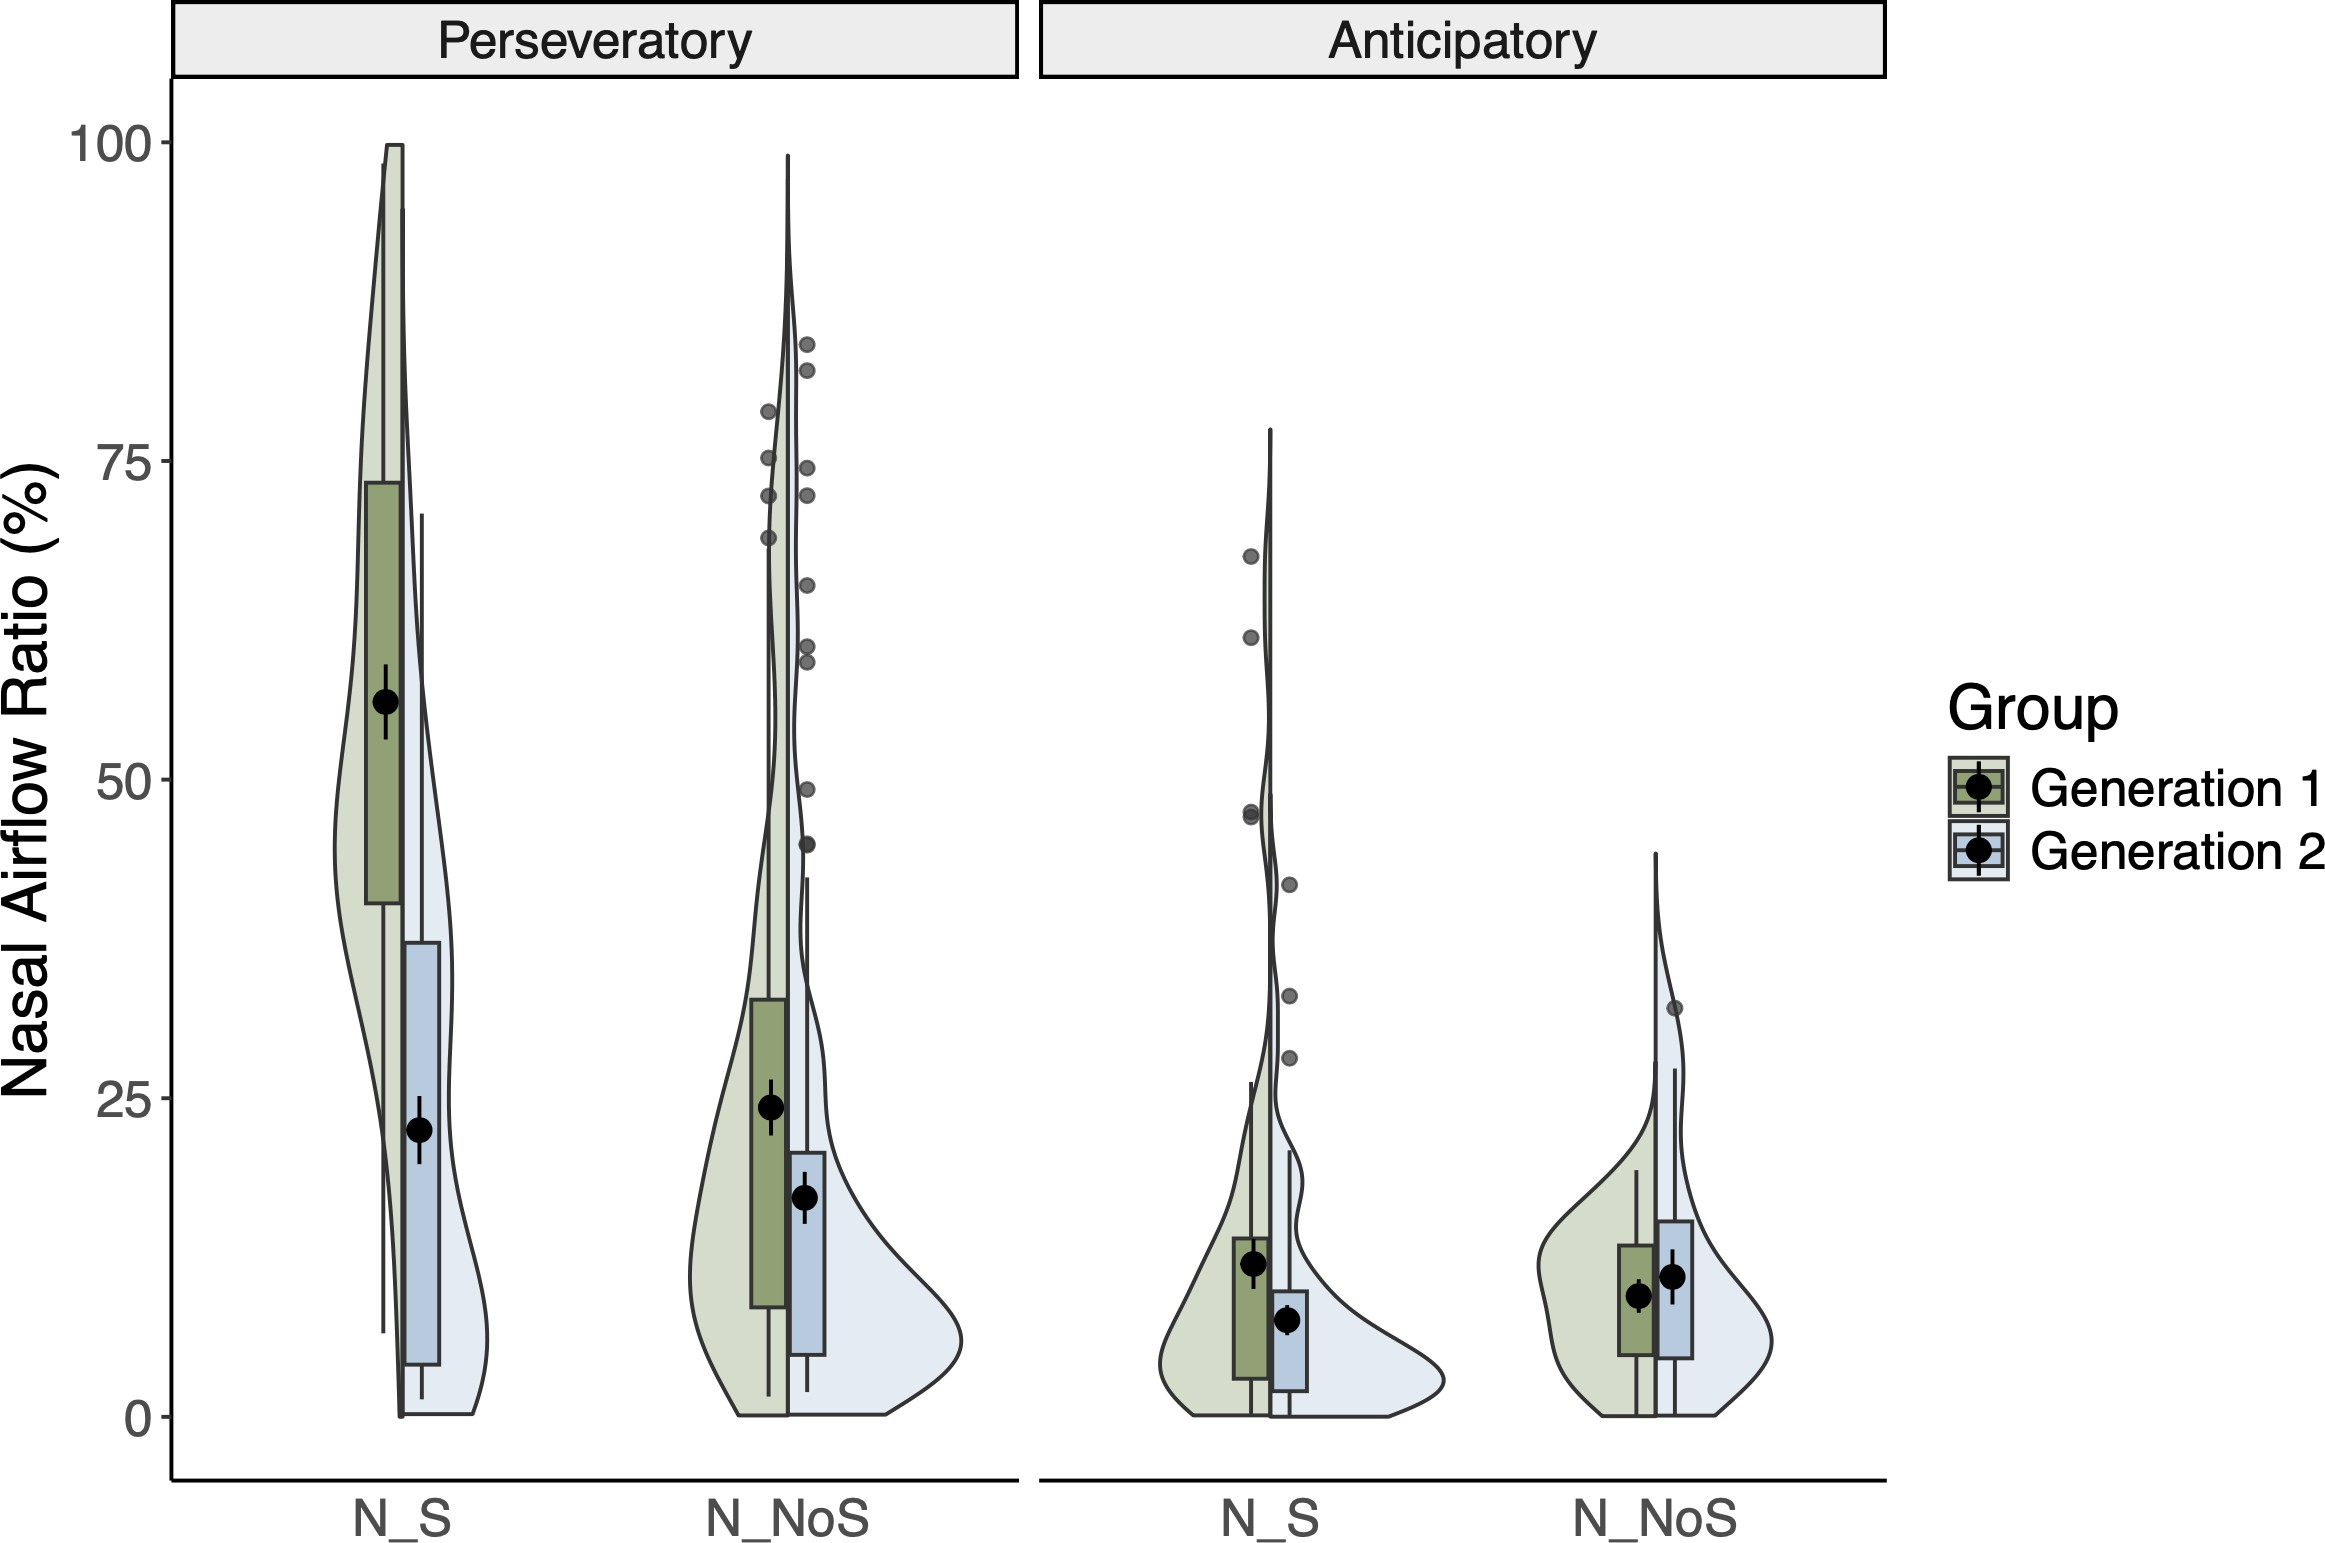 Perseveratory
Anticipatory
100
75
50
25
0
Nasal Airflow Ratio (%)
N_S
N_NoS
N_S
N_NoS
Group
Generation 1
Generation 2